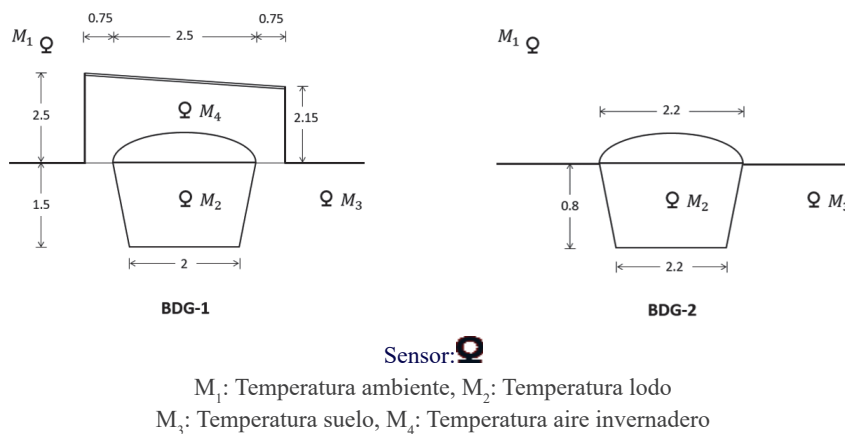 0.75 2.5 0.75
M₁
2.5
M₄
2.15
1.5
M₂
M₃
2
BDG-1
M₁
2.2
0.8
M₂
M₃
2.2
BDG-2
Sensor:
M₁: Temperatura ambiente, M₂: Temperatura lodo
M₃: Temperatura suelo, M₄: Temperatura aire invernadero